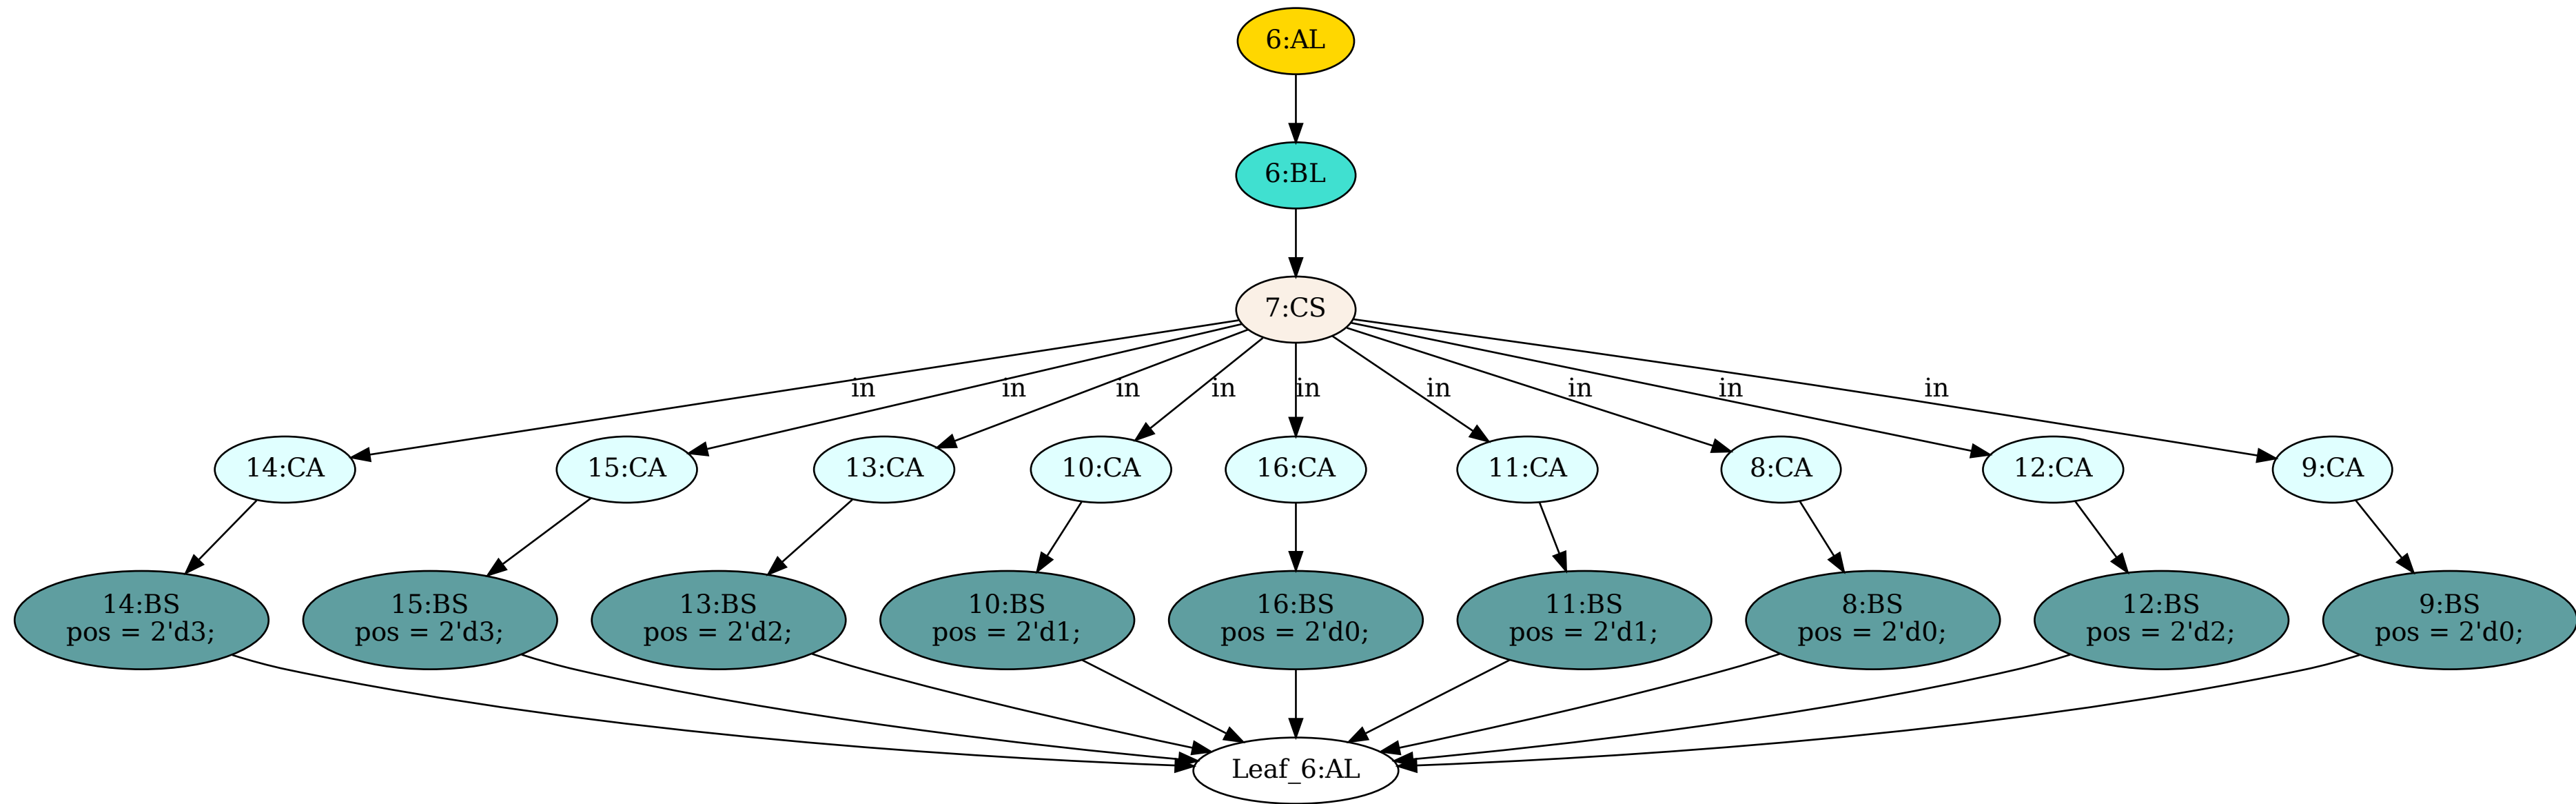 6:AL
6:BL
7:CS
in in in in in in in in in
14:CA 15:CA 13:CA 10:CA 16:CA 11:CA 8:CA 12:CA 9:CA
14:BS 15:BS 13:BS 10:BS 16:BS 11:BS 8:BS 12:BS 9:BS
pos = 2'd3; pos = 2'd3; pos = 2'd2; pos = 2'd1; pos = 2'd0; pos = 2'd1; pos = 2'd0; pos = 2'd2; pos = 2'd0;
Leaf_6:AL